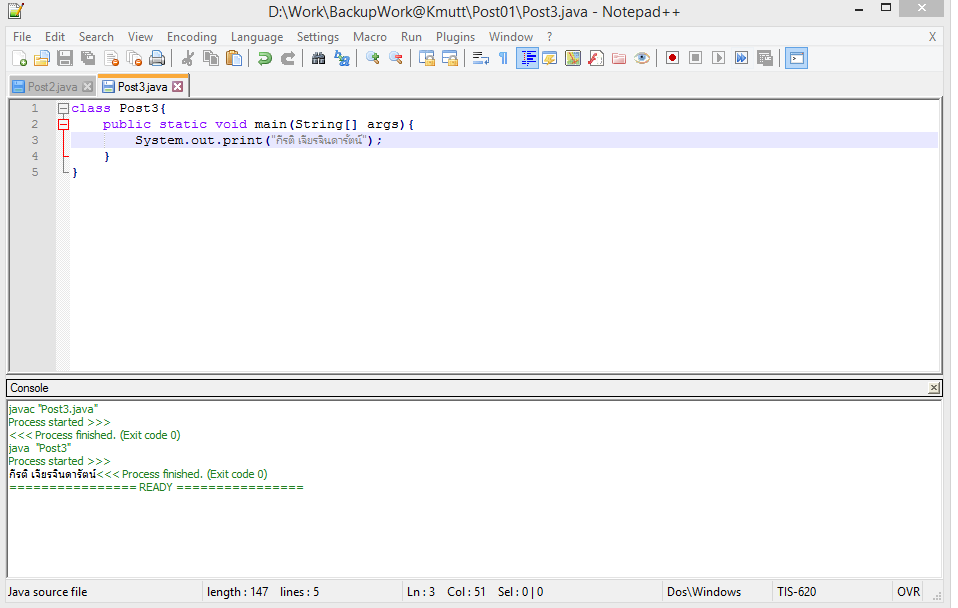 D:\Work\BackupWork@Kmutt\Post01\Post3.java - Notepad++
File Edit Search View Encoding Language Settings Macro Run Plugins Window ? X
Post2.java Post3.java
1 class Post3{
2 public static void main(String[] args){
3 System.out.print("กิรติ เจียรจินดารัตน์");
4 }
5 }
Console
javac "Post3.java"
Process started >>>
<<< Process finished. (Exit code 0)
java "Post3"
Process started >>>
กิรติ เจียรจินดารัตน์<<< Process finished. (Exit code 0)
================ READY ================
Java source file length : 147 lines : 5 Ln : 3 Col : 51 Sel : 0 | 0 Dos\Windows TIS-620 OVR